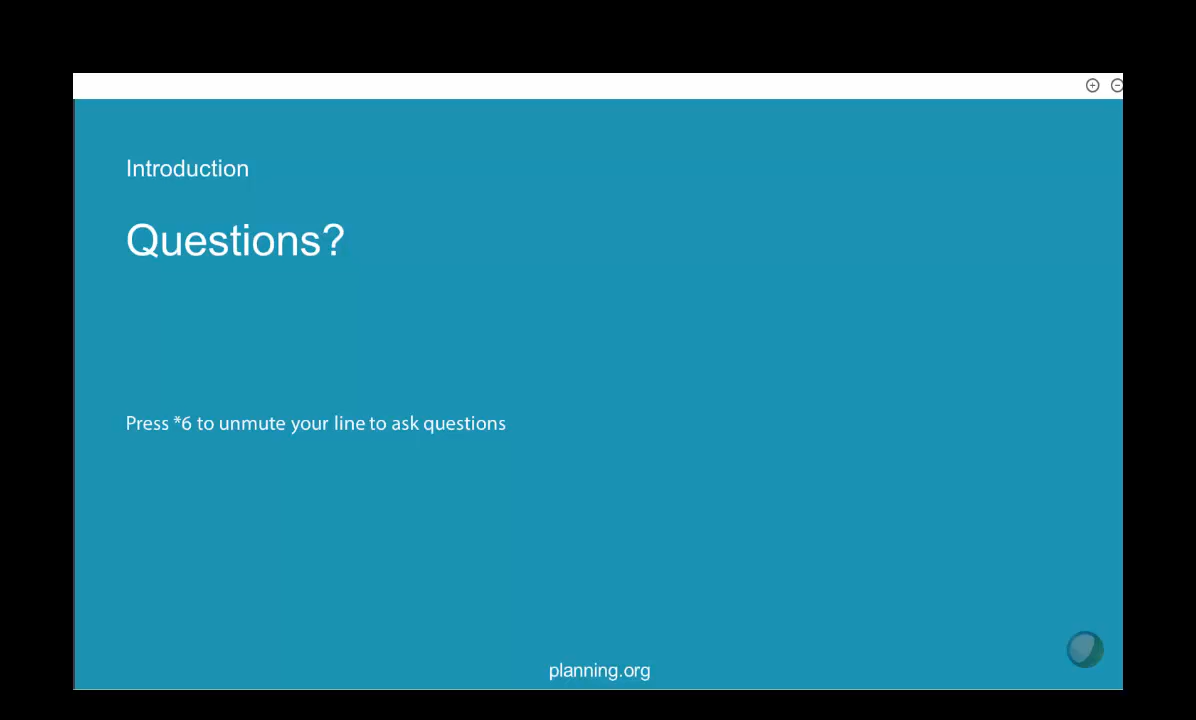 Introduction
Questions?
Press *6 to unmute your line to ask questions
planning.org